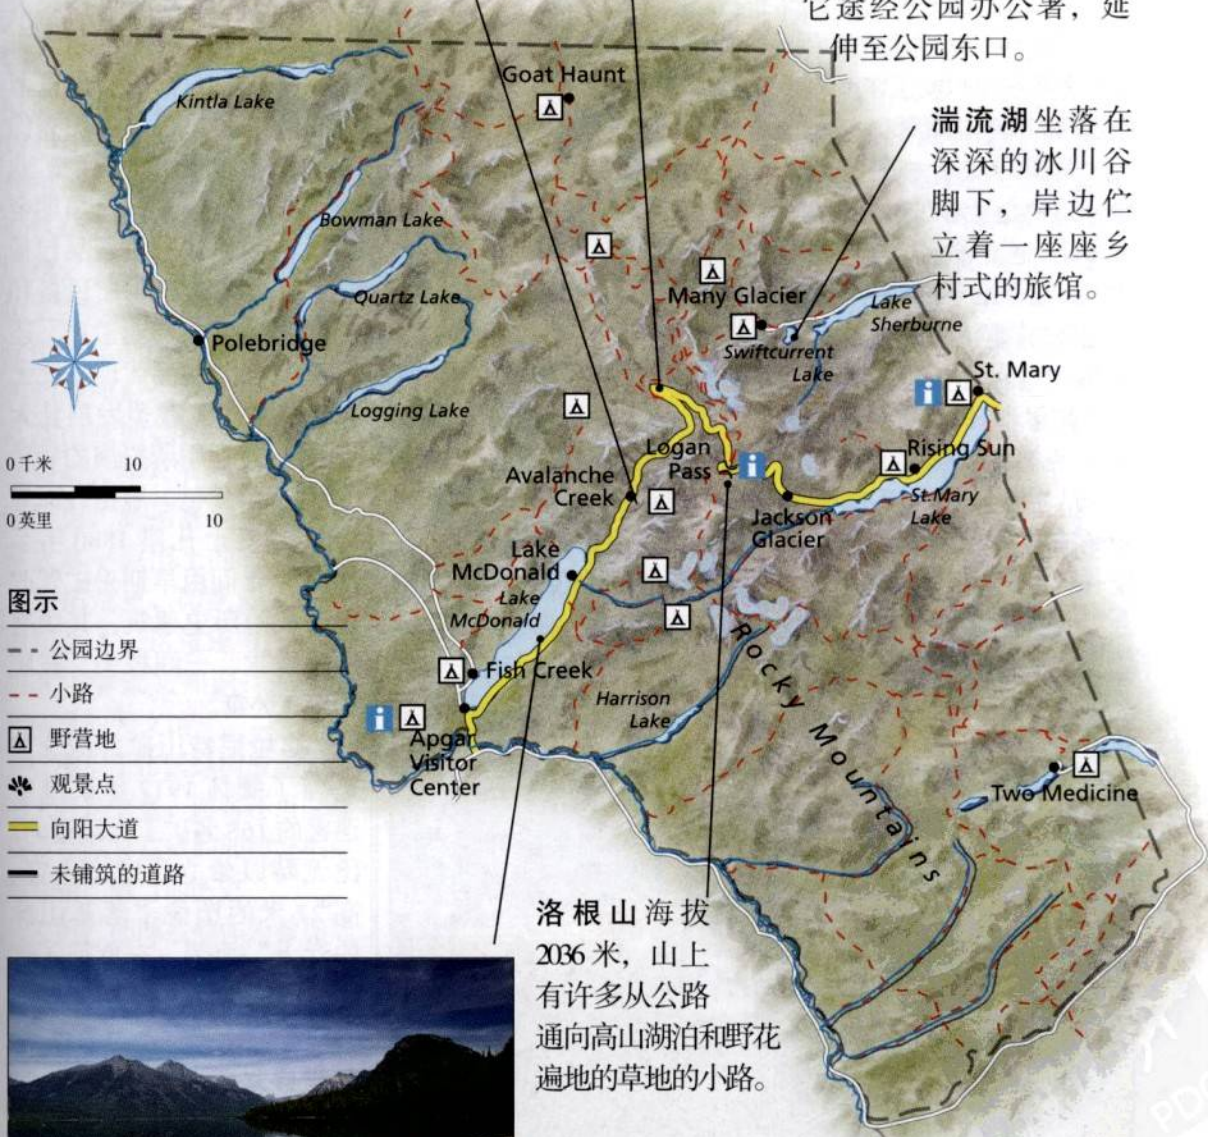 它途经公园办公署，延
伸至公园东口。
Goat Haunt
Kintla Lake
湍流湖坐落在
深深的冰川谷
脚下，岸边伫
立着一座座乡
村式的旅馆。
Bowman Lake
Quartz Lake
Many Glacier
Lake
Sherburne
Polebridge
Swiftcurrent
Lake
St. Mary
Logging Lake
Logan
Pass
Rising Sun
Avalanche
Creek
St.Mary
Lake
Jackson
Glacier
0 千米 10
0 英里 10
Lake
McDonald
Lake
McDonald
Fish Creek
Rocky Mountains
Harrison
Lake
Apgar
Visitor
Center
Two Medicine
图示
公园边界
小路
野营地
观景点
向阳大道
未铺筑的道路
洛根山海拔
2036 米，山上
有许多从公路
通向高山湖泊和野花
遍地的草地的小路。